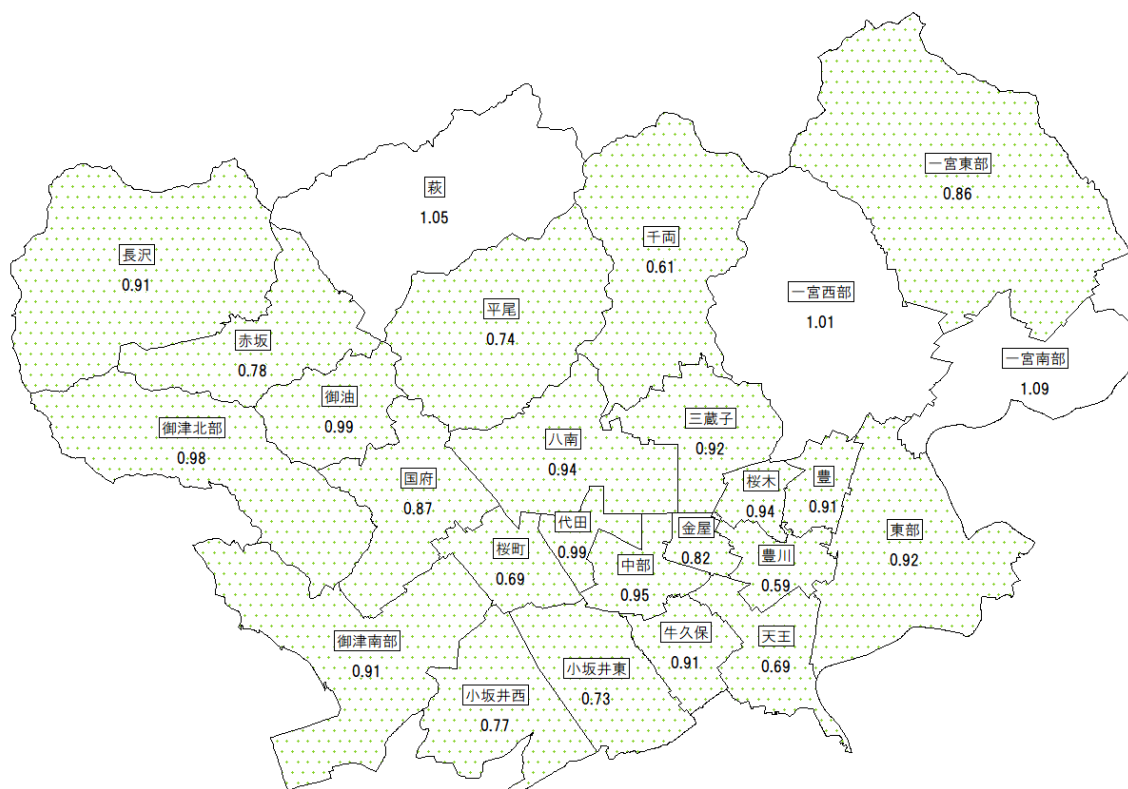 一宮東部
0.86
萩
1.05
千両
0.61
長沢
0.91
一宮西部
1.01
平尾
0.74
赤坂
0.78
一宮南部
1.09
御油
0.99
三蔵子
0.92
御津北部
0.98
八南
0.94
国府
0.87
桜木
0.94
豊
0.91
代田
0.99
金屋
0.82
東部
0.92
桜町
0.69
中部
0.95
豊川
0.59
御津南部
0.91
牛久保
0.91
天王
0.69
小坂井東
0.73
小坂井西
0.77